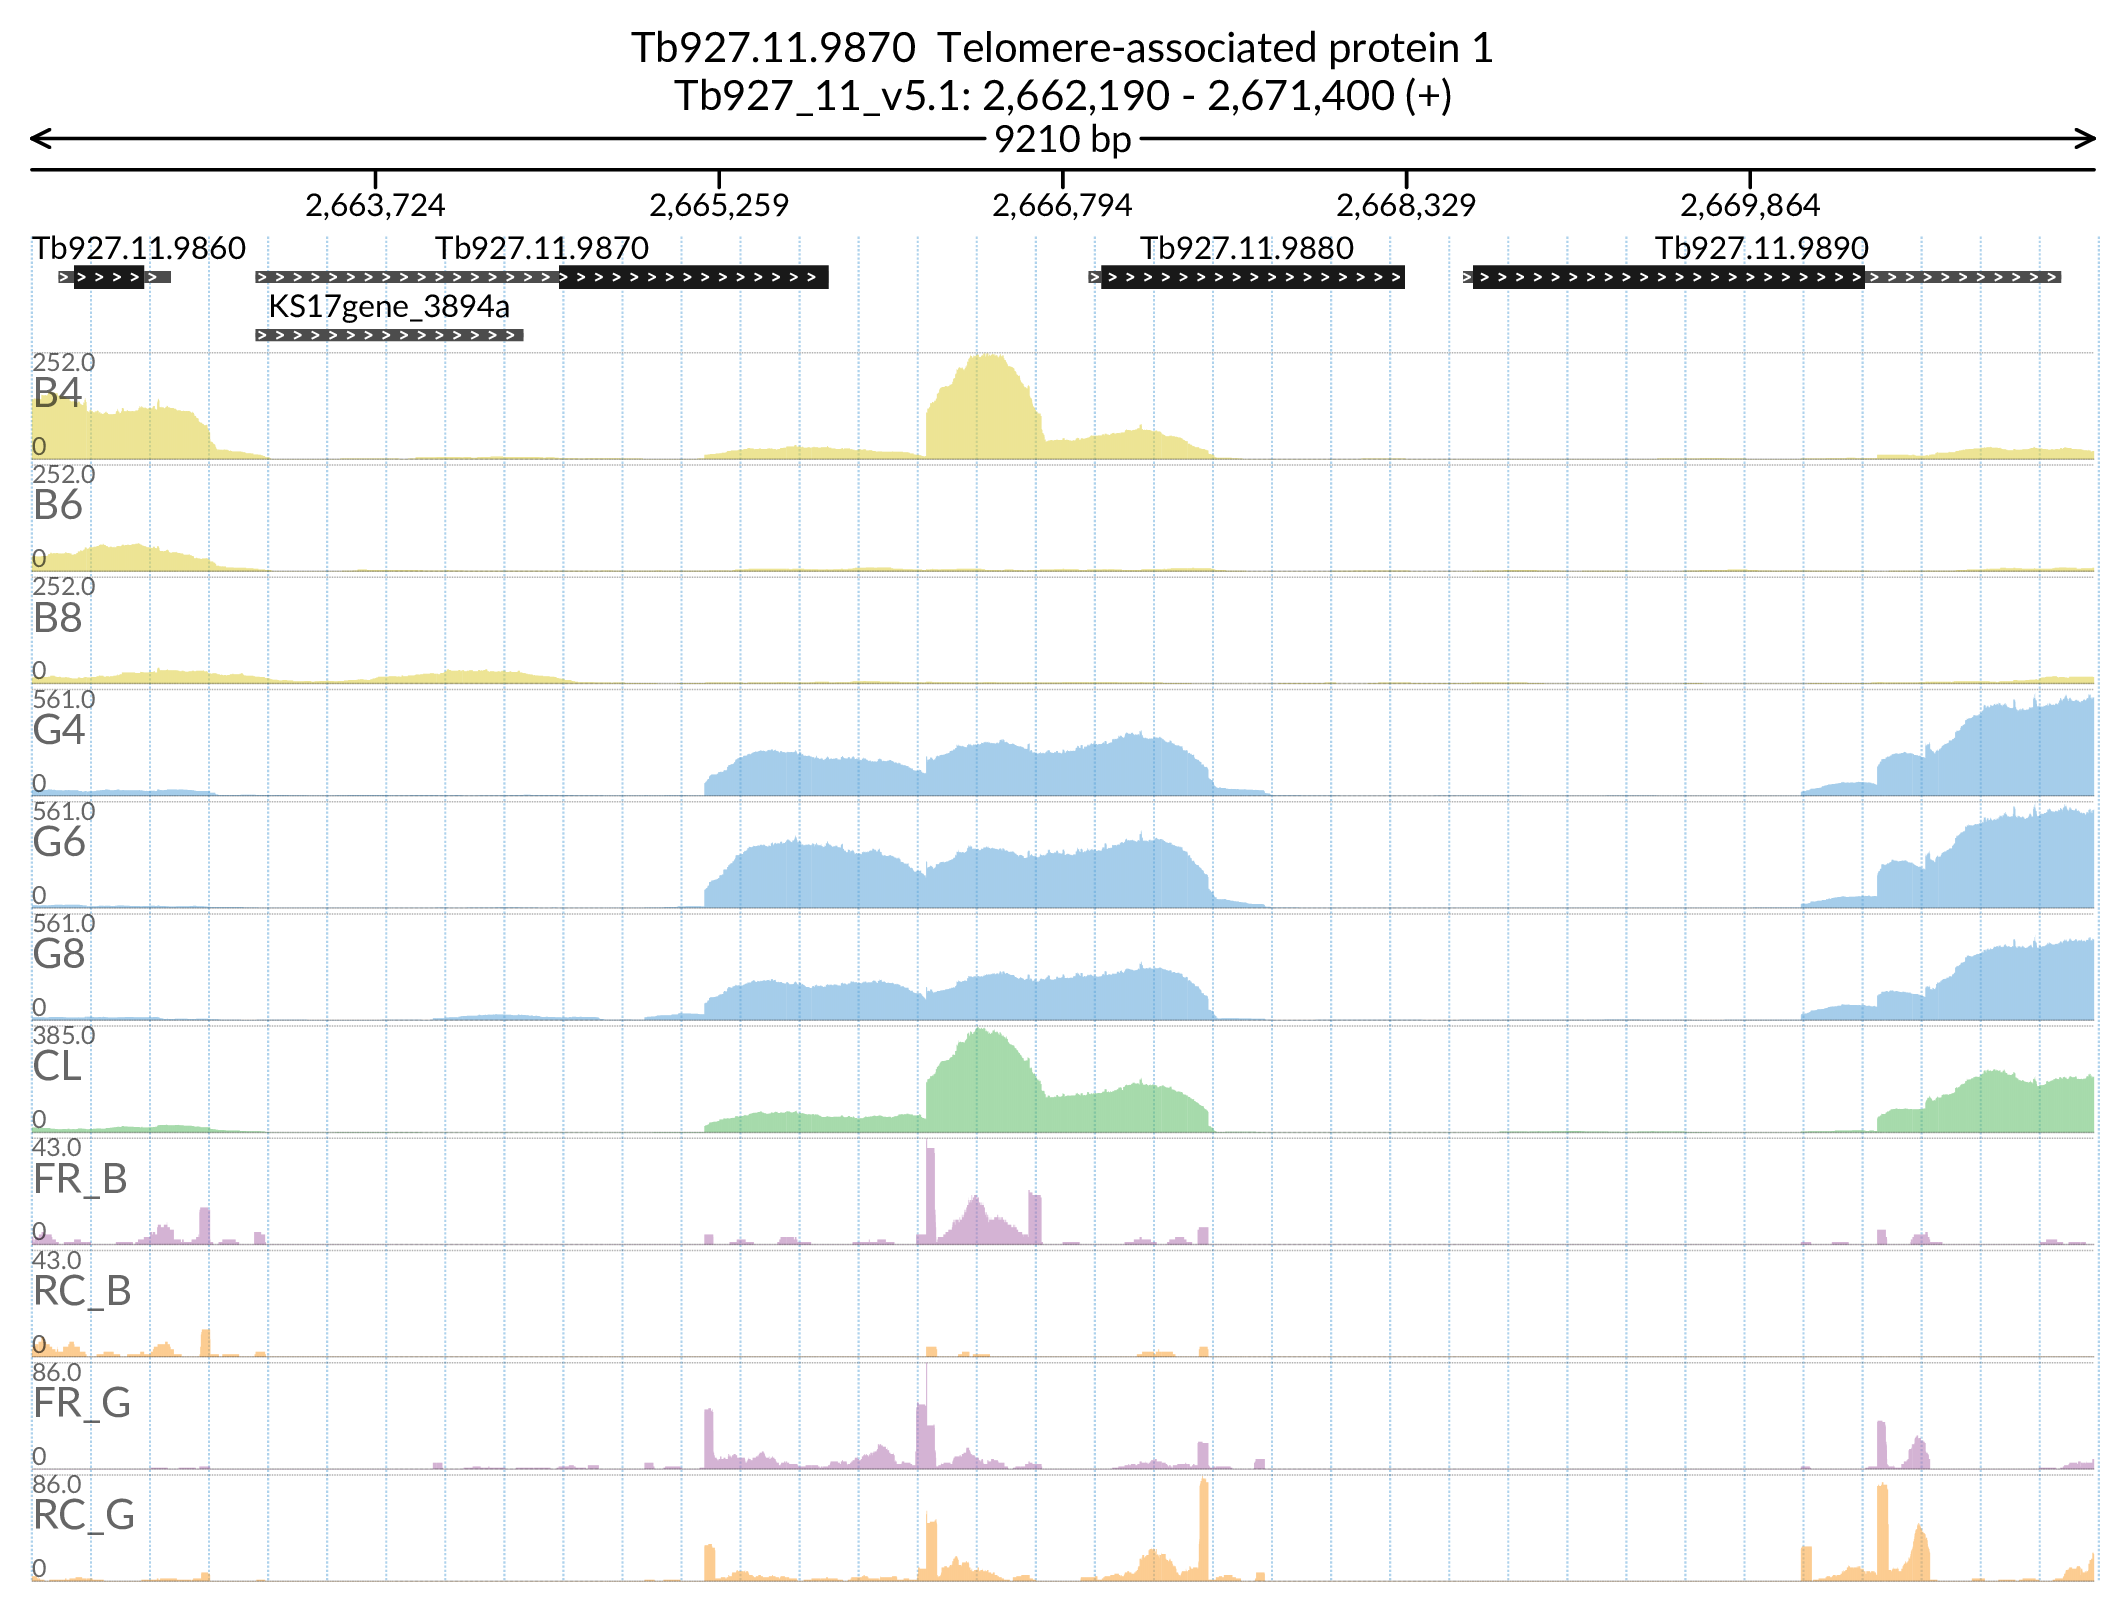 Tb927.11.9870 Telomere-associated protein 1
Tb927_11_v5.1: 2,662,190 - 2,671,400 (+)
9210 bp
2,663,724 2,665,259 2,666,794 2,668,329 2,669,864
Tb927.11.9860 Tb927.11.9870 Tb927.11.9880 Tb927.11.9890
KS17gene_3894a
252.0
B4
0
252.0
B6
0
252.0
B8
0
561.0
G4
0
561.0
G6
0
561.0
G8
0
385.0
CL
0
43.0
FR_B
0
43.0
RC_B
0
86.0
FR_G
0
86.0
RC_G
0